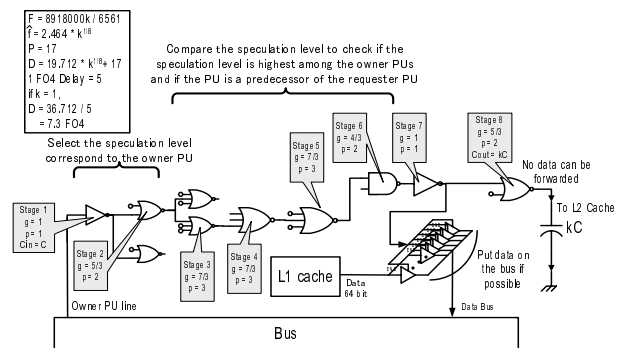 F = 8918000k / 6561
f̂ = 2.464 * k^1/8
P = 17
D = 19.712 * k^1/8 + 17
1 FO4 Delay = 5
if k = 1,
D = 36.712 / 5
= 7.3 FO4
Compare the speculation level to check if the
speculation level is highest among the owner PUs
and if the PU is a predecessor of the requester PU
Select the speculation level
correspond to the owner PU
Stage 1
g = 1
p = 1
Cin = C
Stage 2
g = 5/3
p = 2
Stage 3
g = 7/3
p = 3
Stage 4
g = 7/3
p = 3
Stage 5
g = 7/3
p = 3
Stage 6
g = 4/3
p = 2
Stage 7
g = 1
p = 1
Stage 8
g = 5/3
p = 2
Cout= kC
No data can be
forwarded
To L2 Cache
kC
Put data on
the bus if
possible
L1 cache
Data
64 bit
Data Bus
Owner PU line
Bus